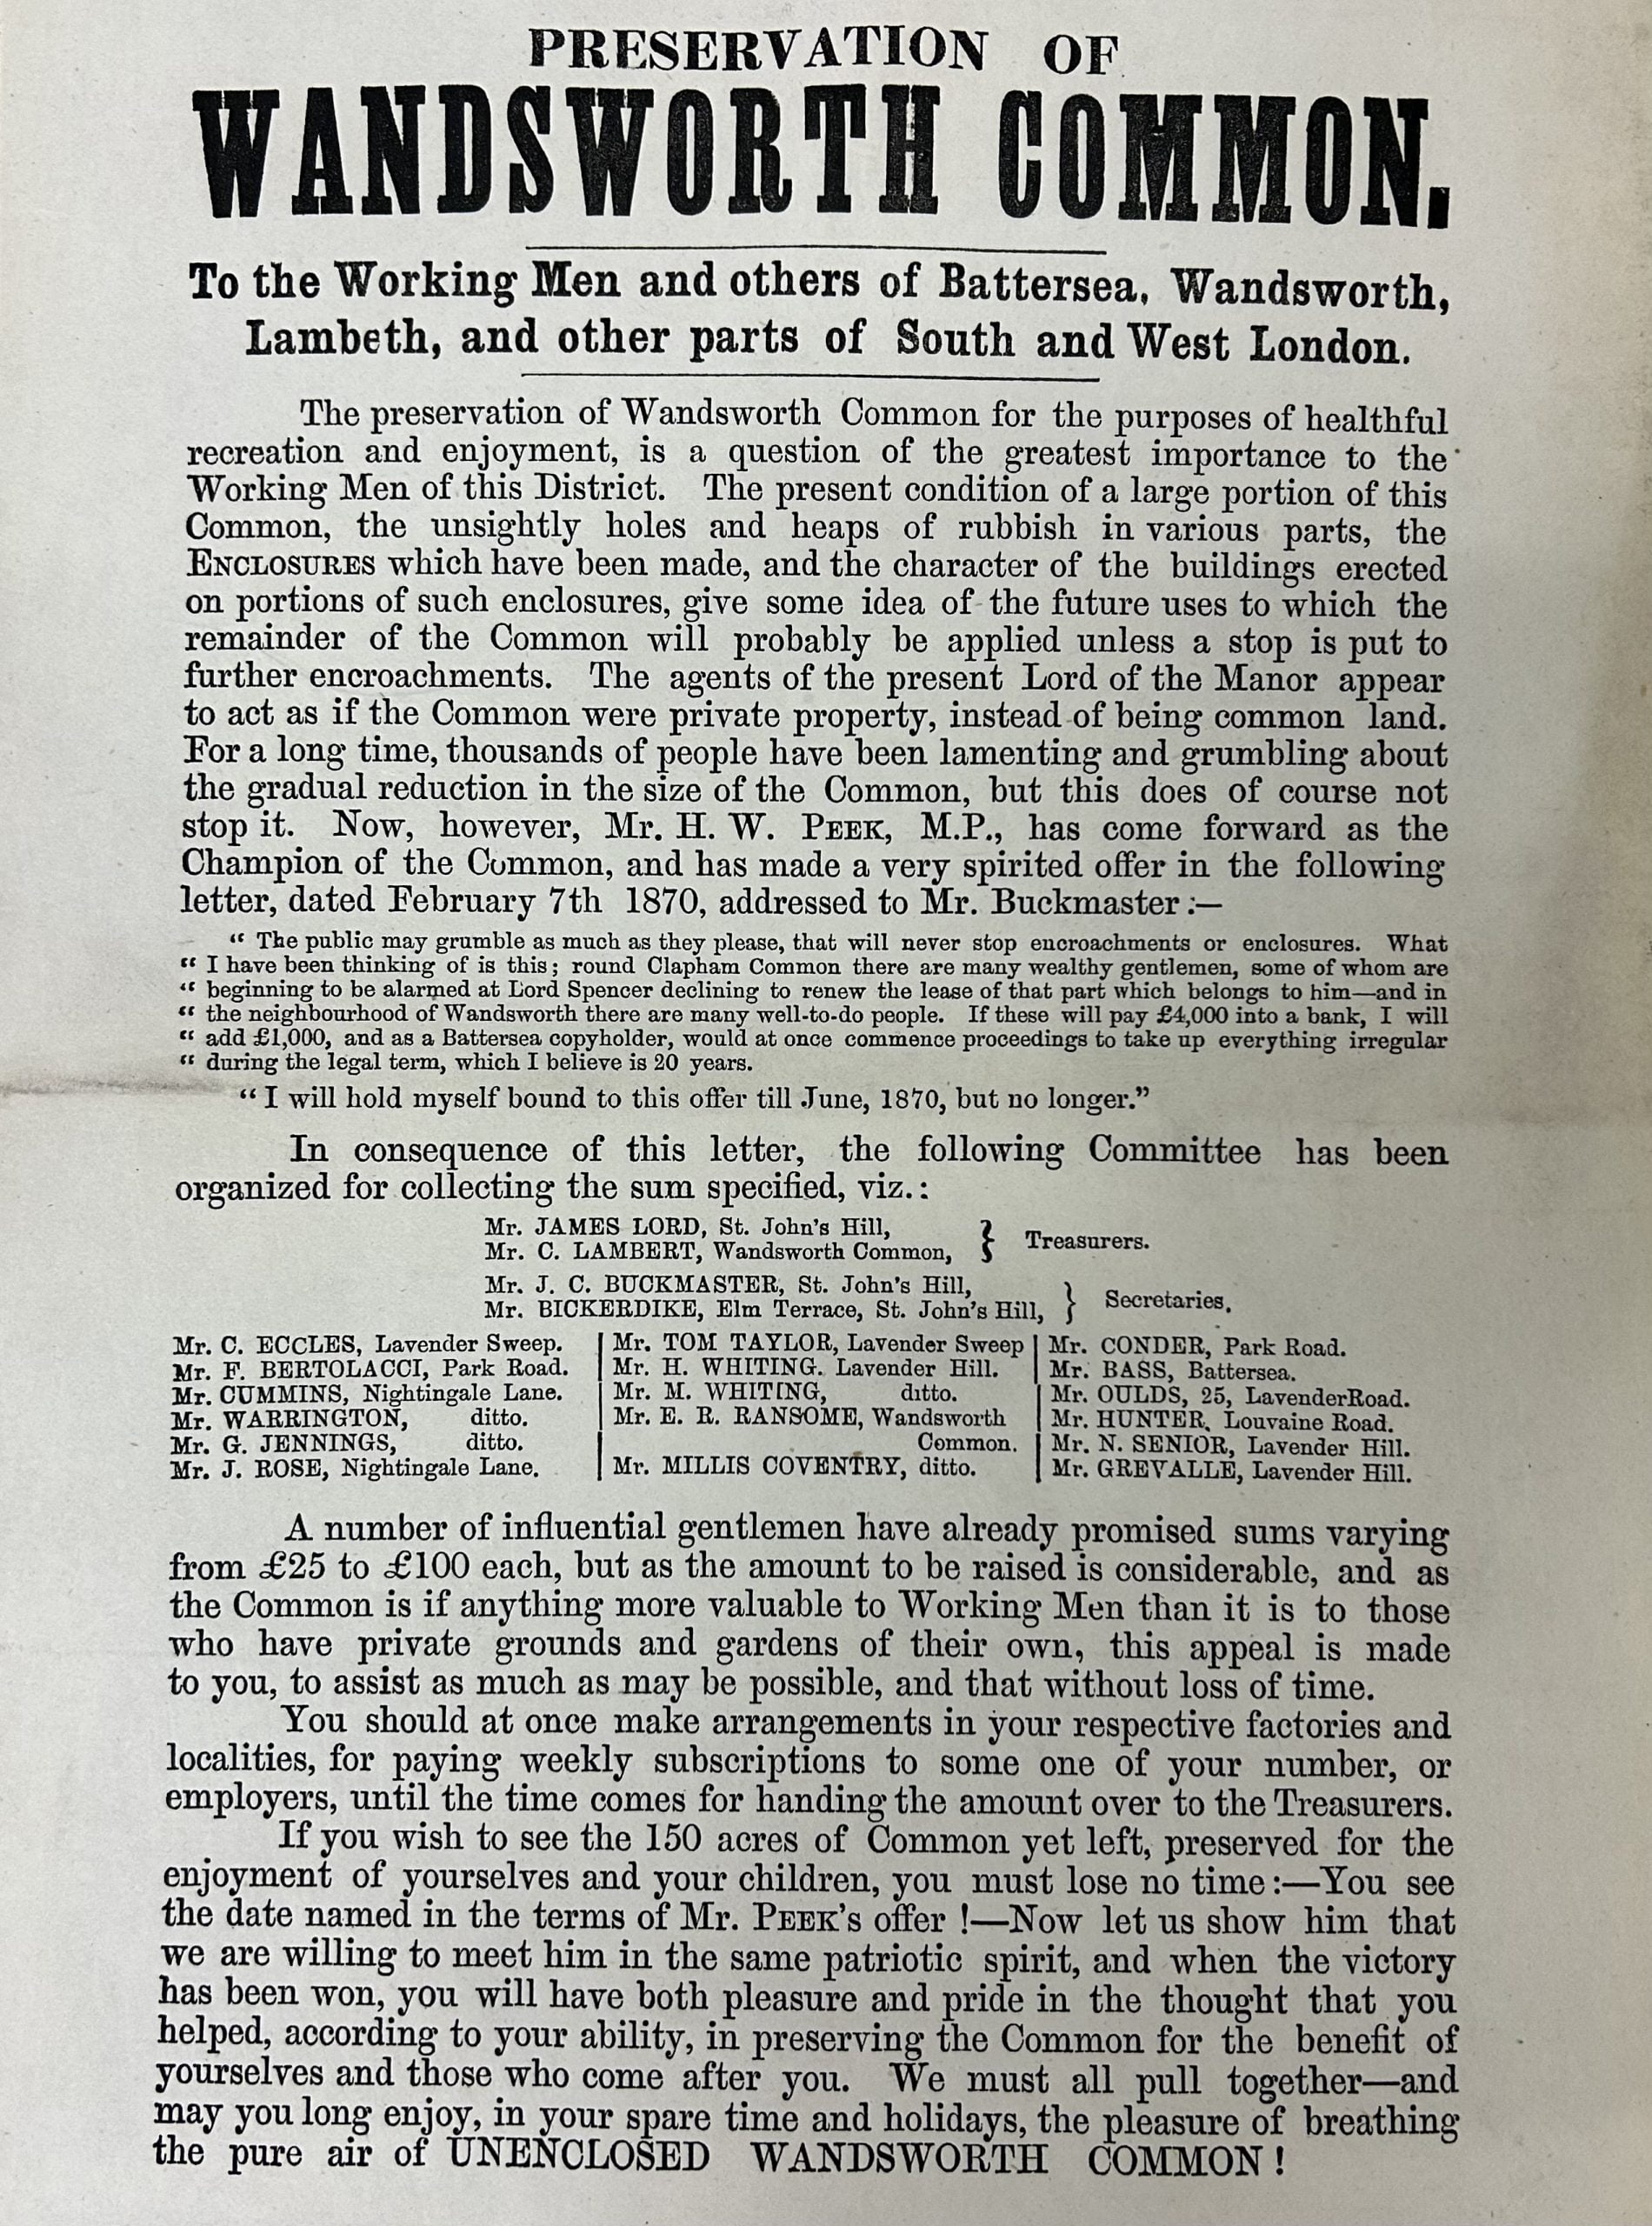 PRESERVATION OF
WANDSWORTH COMMON.
To the Working Men and others of Battersea, Wandsworth,
Lambeth, and other parts of South and West London.
The preservation of Wandsworth Common for the purposes of healthful
recreation and enjoyment, is a question of the greatest importance to the
Working Men of this District. The present condition of a large portion of this
Common, the unsightly holes and heaps of rubbish in various parts, the
ENCLOSURES which have been made, and the character of the buildings erected
on portions of such enclosures, give some idea of the future uses to which the
remainder of the Common will probably be applied unless a stop is put to
further encroachments. The agents of the present Lord of the Manor appear
to act as if the Common were private property, instead of being common land.
For a long time, thousands of people have been lamenting and grumbling about
the gradual reduction in the size of the Common, but this does of course not
stop it. Now, however, Mr. H. W. PEEK, M.P., has come forward as the
Champion of the Common, and has made a very spirited offer in the following
letter, dated February 7th 1870, addressed to Mr. Buckmaster :—
“ The public may grumble as much as they please, that will never stop encroachments or enclosures. What
“ I have been thinking of is this; round Clapham Common there are many wealthy gentlemen, some of whom are
“ beginning to be alarmed at Lord Spencer declining to renew the lease of that part which belongs to him—and in
“ the neighbourhood of Wandsworth there are many well-to-do people. If these will pay £4,000 into a bank, I will
“ add £1,000, and as a Battersea copyholder, would at once commence proceedings to take up everything irregular
“ during the legal term, which I believe is 20 years.
“ I will hold myself bound to this offer till June, 1870, but no longer.”
In consequence of this letter, the following Committee has been
organized for collecting the sum specified, viz.:
Mr. JAMES LORD, St. John's Hill,
Mr. C. LAMBERT, Wandsworth Common, } Treasurers.
Mr. J. C. BUCKMASTER, St. John's Hill,
Mr. BICKERDIKE, Elm Terrace, St. John's Hill, } Secretaries.
Mr. C. ECCLES, Lavender Sweep.
Mr. F. BERTOLACCI, Park Road.
Mr. CUMMINS, Nightingale Lane.
Mr. WARRINGTON, ditto.
Mr. G. JENNINGS, ditto.
Mr. J. ROSE, Nightingale Lane.
Mr. TOM TAYLOR, Lavender Sweep
Mr. H. WHITING. Lavender Hill.
Mr. M. WHITING, ditto.
Mr. E. R. RANSOME, Wandsworth
Common.
Mr. MILLIS COVENTRY, ditto.
Mr. CONDER, Park Road.
Mr. BASS, Battersea.
Mr. OULDS, 25, LavenderRoad.
Mr. HUNTER, Louvaine Road.
Mr. N. SENIOR, Lavender Hill.
Mr. GREVALLE, Lavender Hill.
A number of influential gentlemen have already promised sums varying
from £25 to £100 each, but as the amount to be raised is considerable, and as
the Common is if anything more valuable to Working Men than it is to those
who have private grounds and gardens of their own, this appeal is made
to you, to assist as much as may be possible, and that without loss of time.
You should at once make arrangements in your respective factories and
localities, for paying weekly subscriptions to some one of your number, or
employers, until the time comes for handing the amount over to the Treasurers.
If you wish to see the 150 acres of Common yet left, preserved for the
enjoyment of yourselves and your children, you must lose no time :—You see
the date named in the terms of Mr. PEEK'S offer !—Now let us show him that
we are willing to meet him in the same patriotic spirit, and when the victory
has been won, you will have both pleasure and pride in the thought that you
helped, according to your ability, in preserving the Common for the benefit of
yourselves and those who come after you. We must all pull together—and
may you long enjoy, in your spare time and holidays, the pleasure of breathing
the pure air of UNENCLOSED WANDSWORTH COMMON !